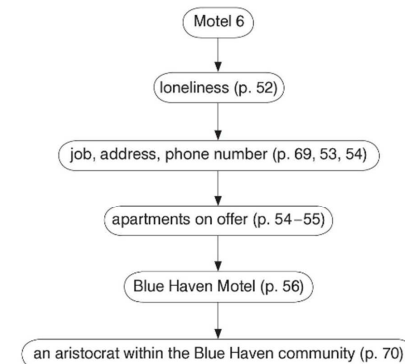 Motel 6
loneliness (p. 52)
job, address, phone number (p. 69, 53, 54)
apartments on offer (p. 54–55)
Blue Haven Motel (p. 56)
an aristocrat within the Blue Haven community (p. 70)